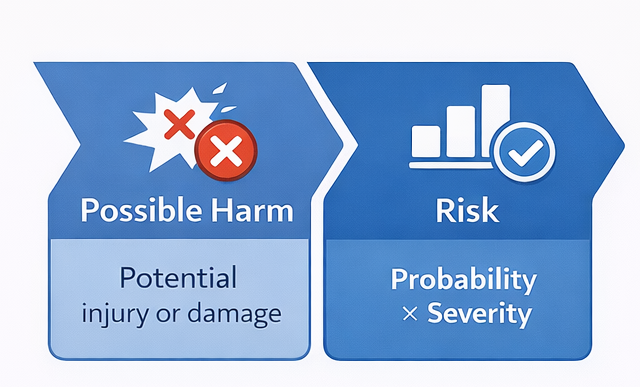 Possible Harm
Potential
injury or damage
Risk
Probability
× Severity